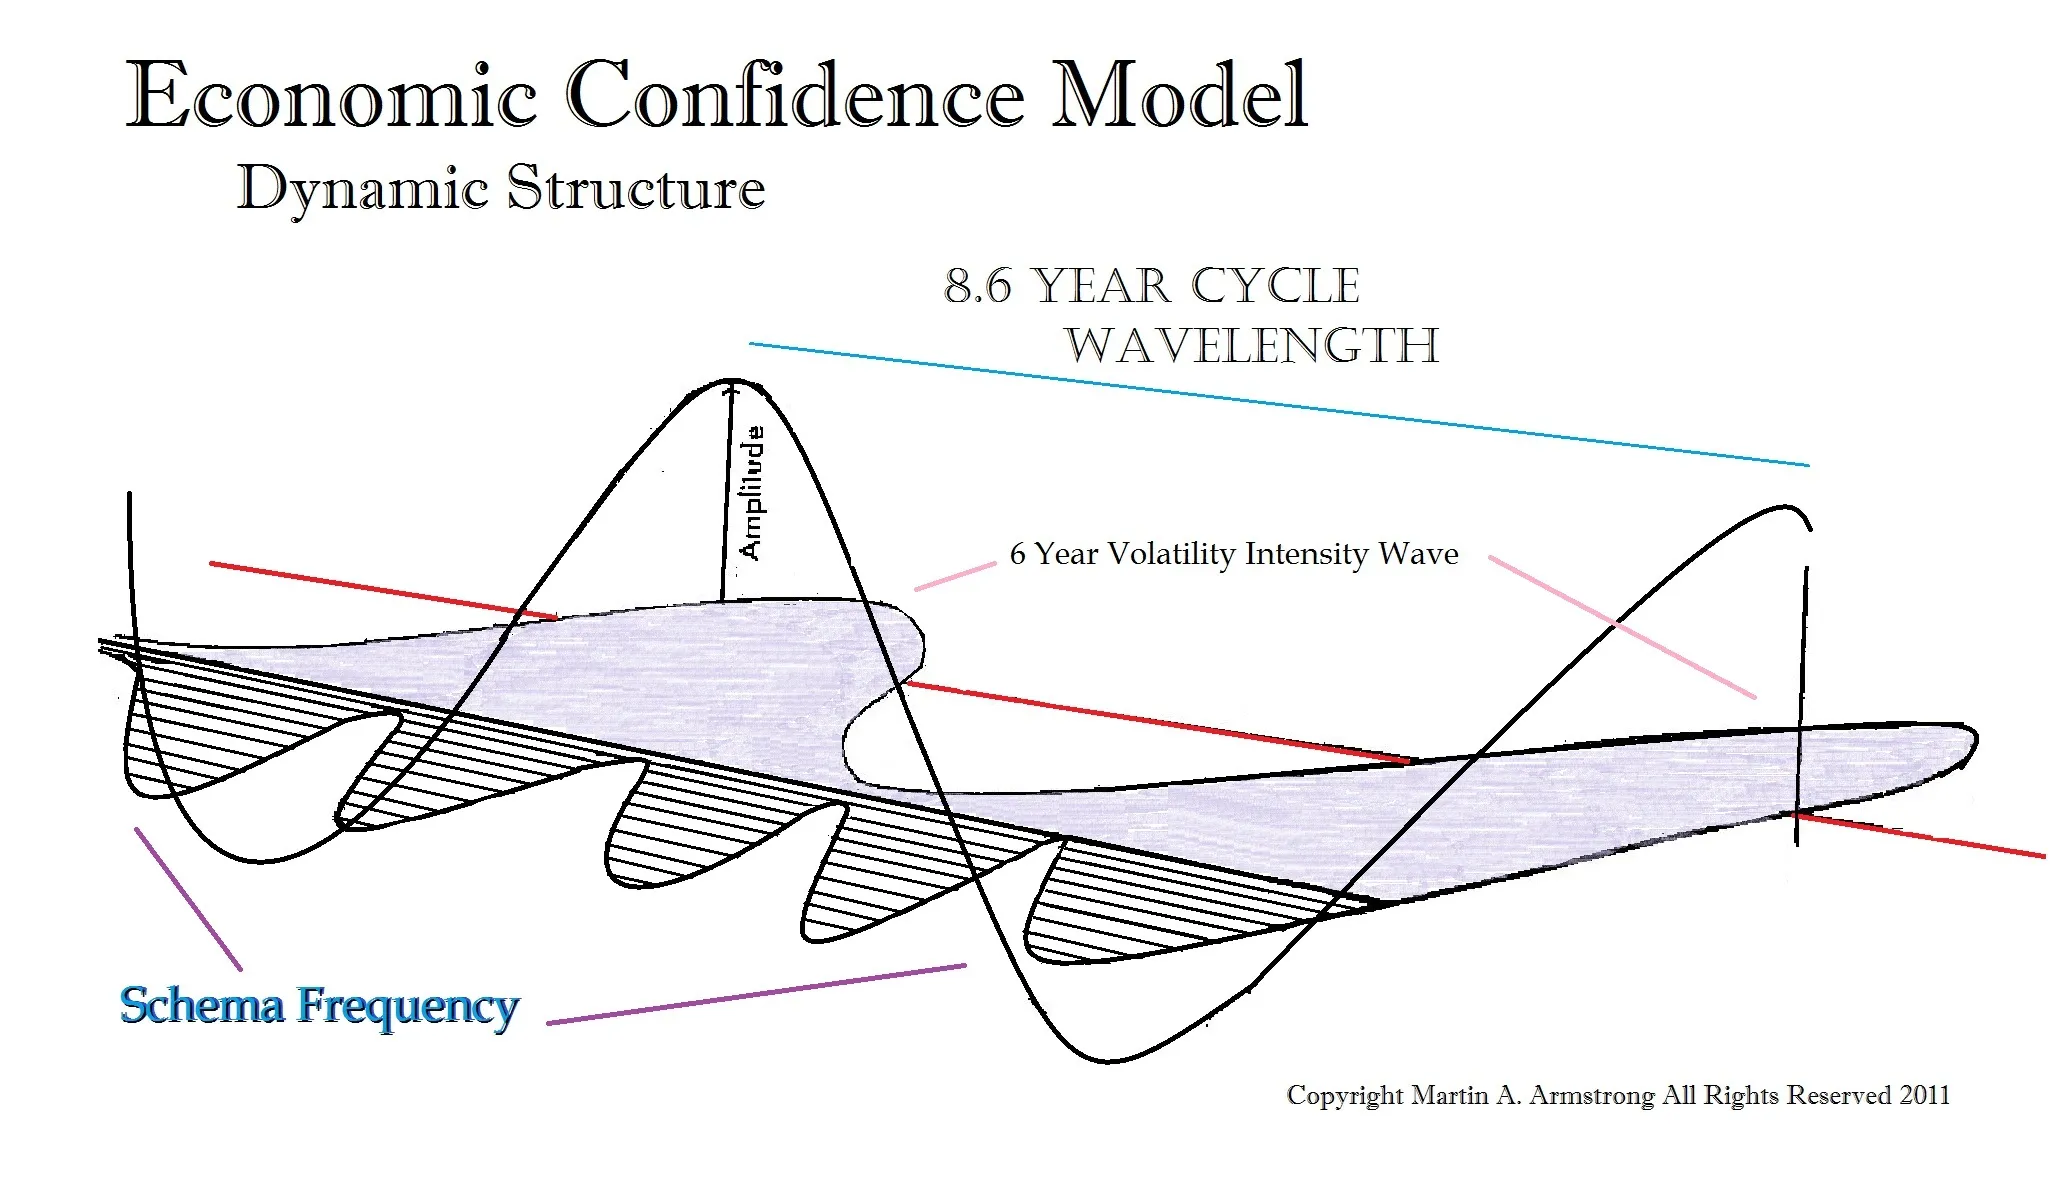 Economic Confidence Model
Dynamic Structure
8.6 YEAR CYCLE
WAVELENGTH
Amplitude
6 Year Volatility Intensity Wave
Schema Frequency
Copyright Martin A. Armstrong All Rights Reserved 2011